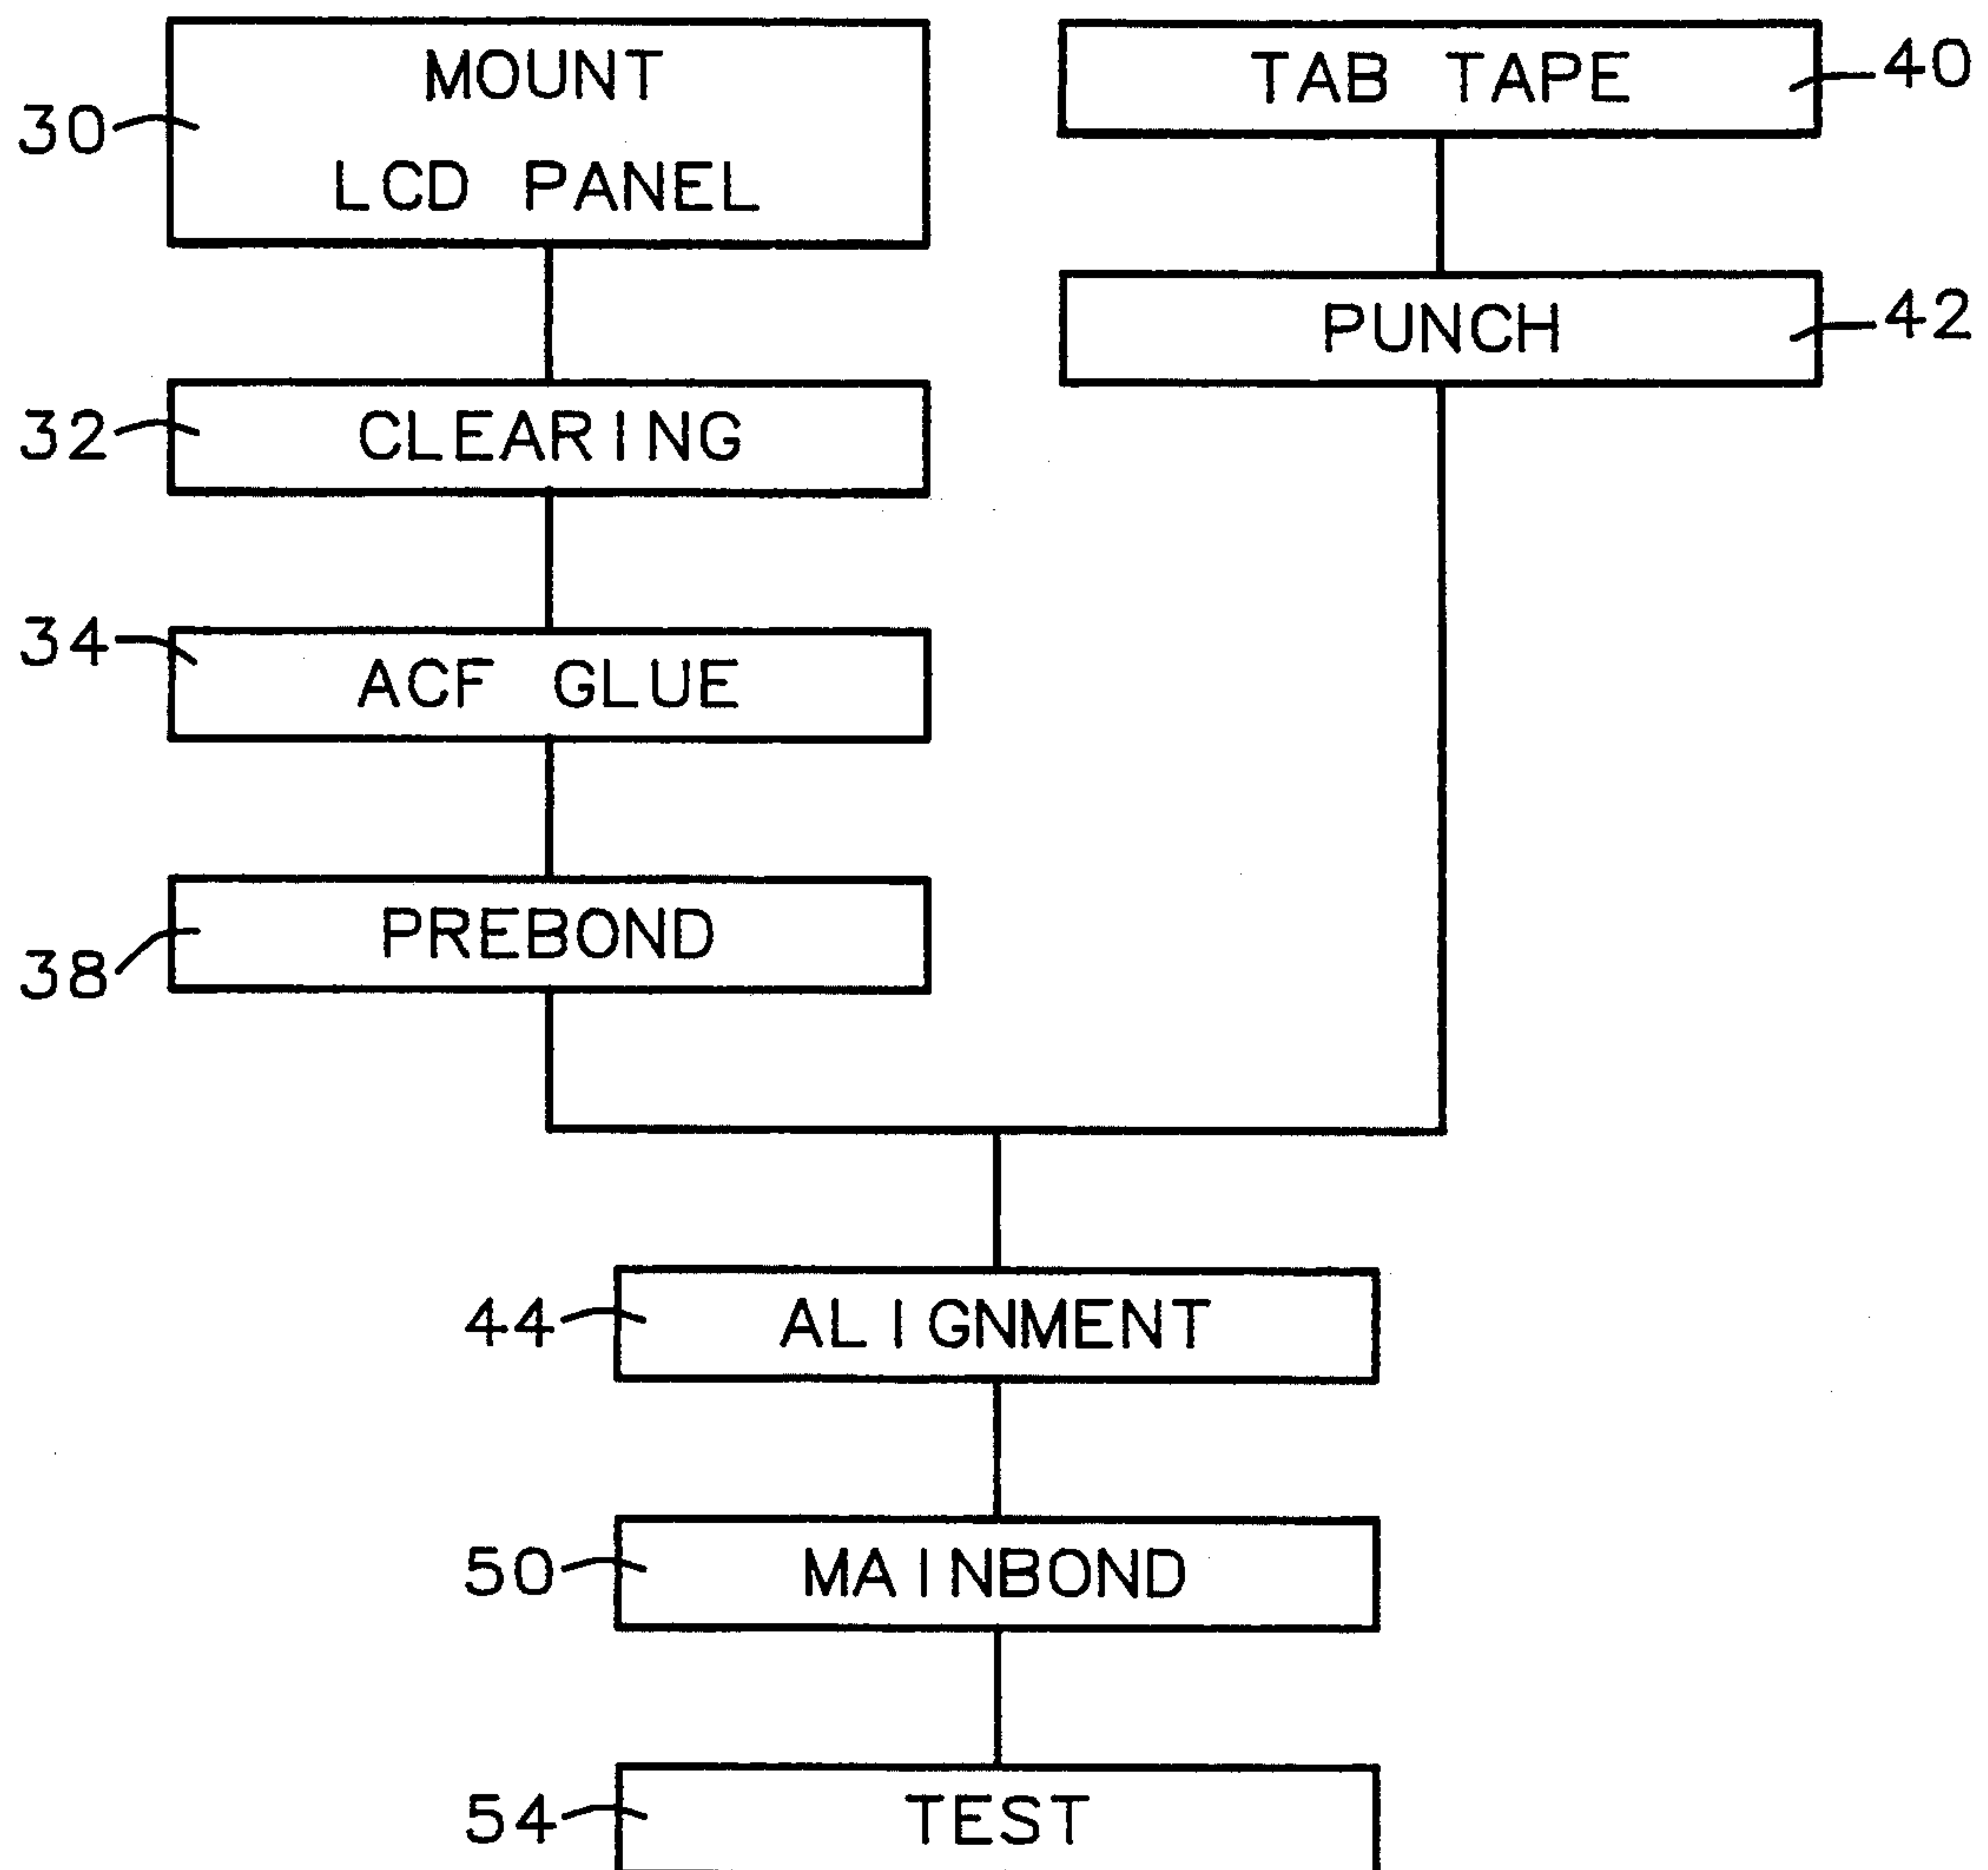 MOUNT
LCD PANEL
30
TAB TAPE
40
PUNCH
42
CLEARING
32
ACF GLUE
34
PREBOND
38
ALIGNMENT
44
MAINBOND
50
TEST
54